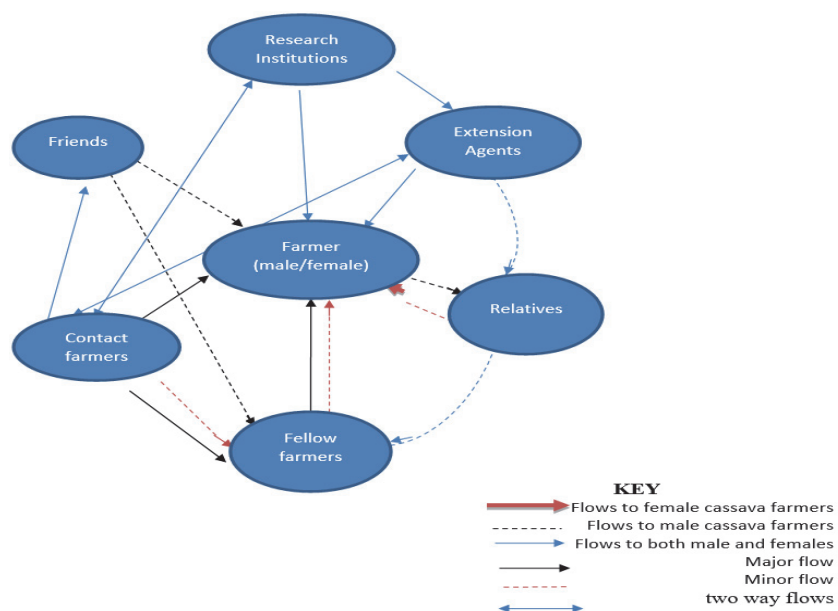 Research
Institutions
Friends
Extension
Agents
Farmer
(male/female)
Relatives
Contact
farmers
Fellow
farmers
KEY
Flows to female cassava farmers
Flows to male cassava farmers
Flows to both male and females
Major flow
Minor flow
two way flows